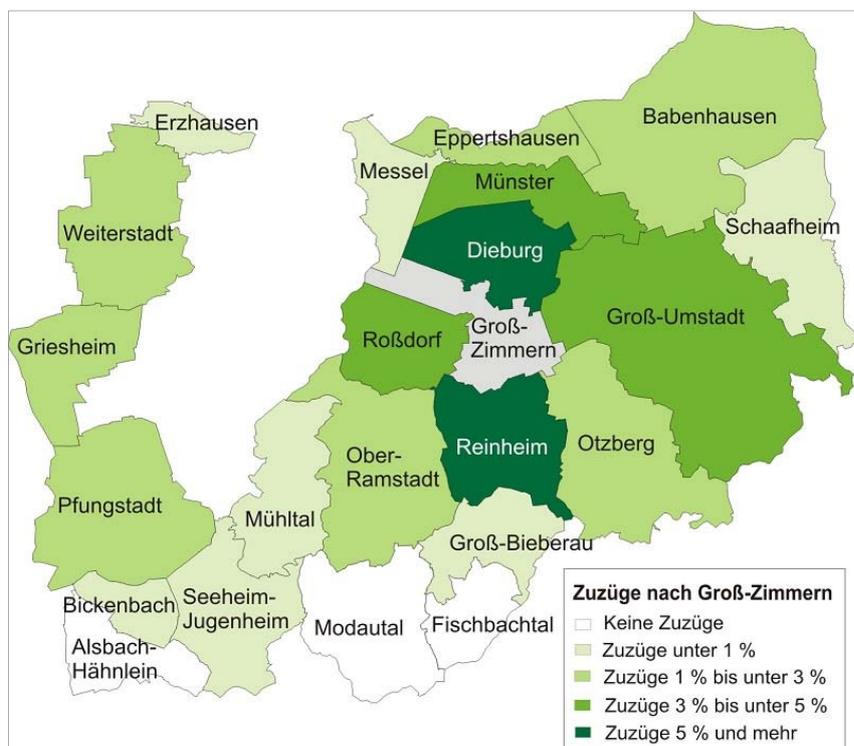 Erzhausen
Babenhausen
Eppertshausen
Messel
Münster
Schaafheim
Weiterstadt
Dieburg
Groß-Umstadt
Griesheim
Roßdorf
Groß-
Zimmern
Reinheim
Otzberg
Ober-
Ramstadt
Pfungstadt
Mühltal
Groß-Bieberau
Bickenbach
Seeheim-
Jugenheim
Modautal
Fischbachtal
Alsbach-
Hähnlein
Zuzüge nach Groß-Zimmern
Keine Zuzüge
Zuzüge unter 1 %
Zuzüge 1 % bis unter 3 %
Zuzüge 3 % bis unter 5 %
Zuzüge 5 % und mehr